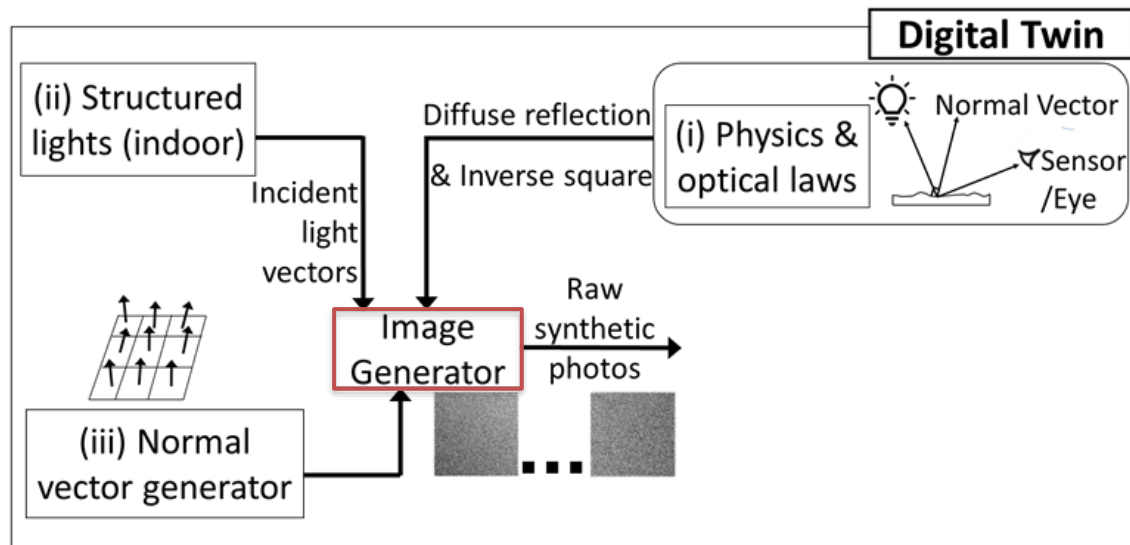 Digital Twin
(ii) Structured
lights (indoor)
Diffuse reflection
& Inverse square
(i) Physics &
optical laws
Normal Vector
Sensor
/Eye
Incident
light
vectors
Image
Generator
Raw
synthetic
photos
(iii) Normal
vector generator